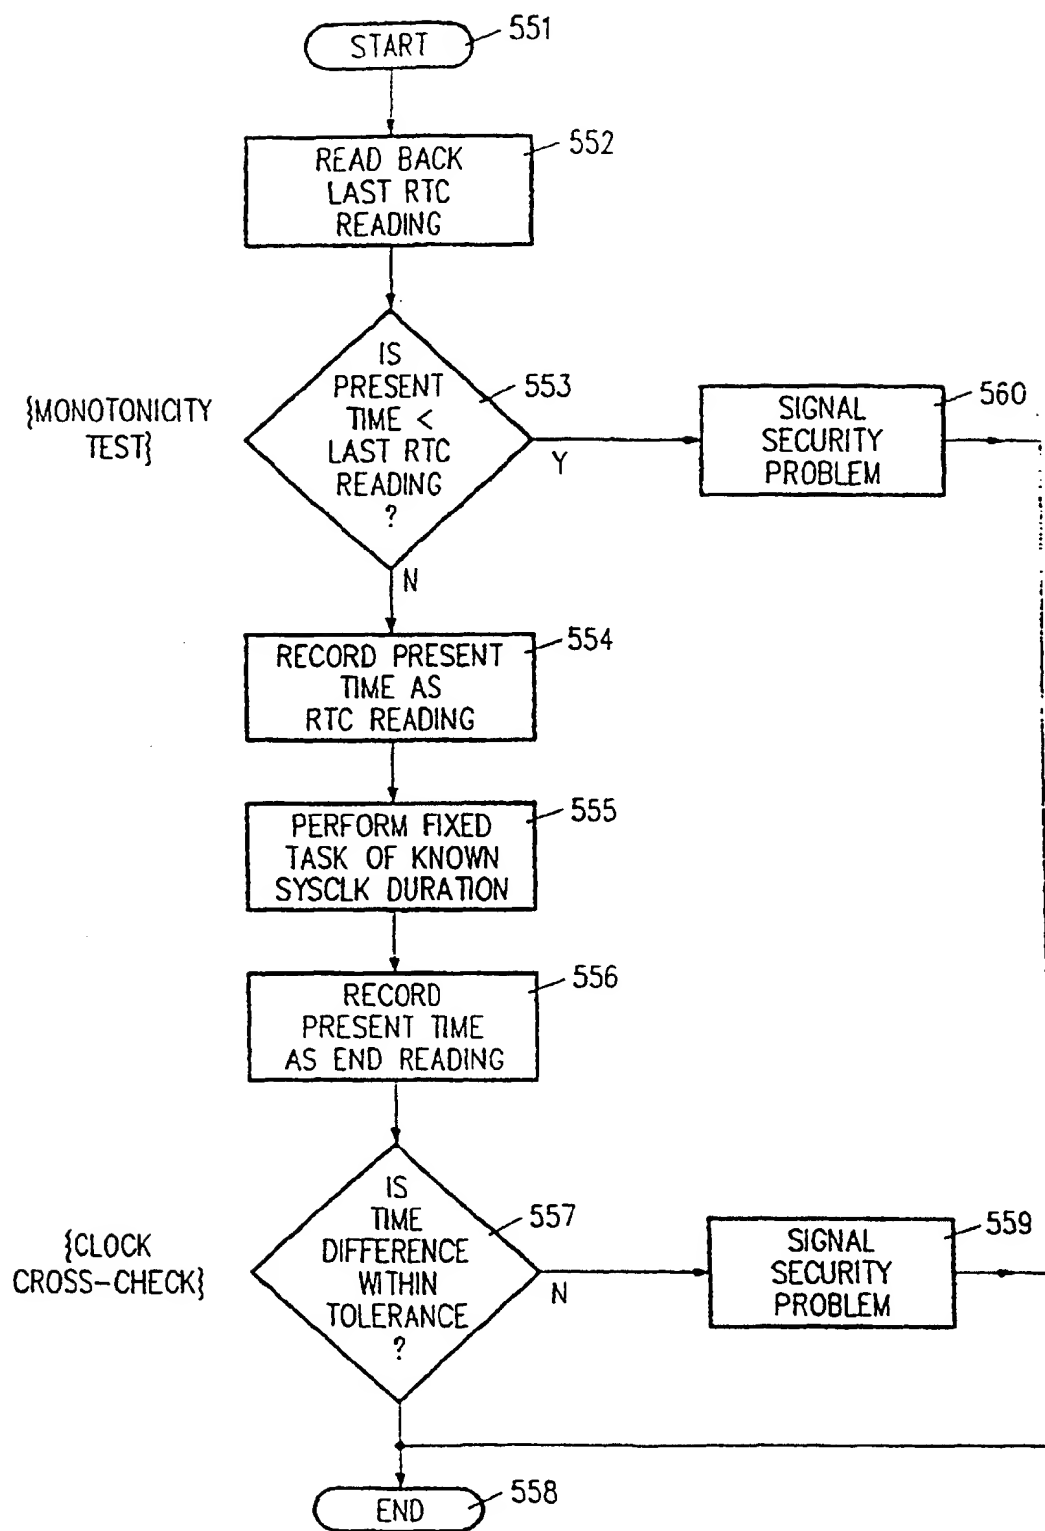 START
551
READ BACK
LAST RTC
READING
552
{MONOTONICITY
TEST}
IS
PRESENT
TIME <
LAST RTC
READING
?
553
Y
SIGNAL
SECURITY
PROBLEM
560
N
RECORD PRESENT
TIME AS
RTC READING
554
PERFORM FIXED
TASK OF KNOWN
SYSCLK DURATION
555
RECORD
PRESENT TIME
AS END READING
556
{CLOCK
CROSS-CHECK}
IS
TIME
DIFFERENCE
WITHIN
TOLERANCE
?
557
N
SIGNAL
SECURITY
PROBLEM
559
END
558